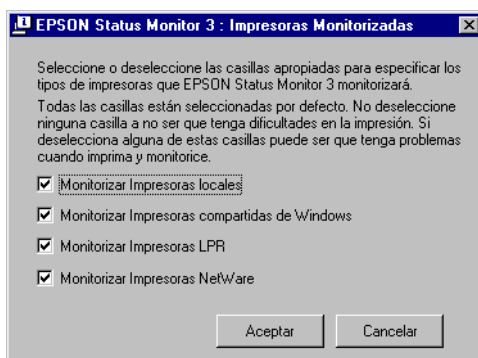 EPSON Status Monitor 3 : Impresoras Monitorizadas
Seleccione o deseleccione las casillas apropiadas para especificar los
tipos de impresoras que EPSON Status Monitor 3 monitorizará.
Todas las casillas están seleccionadas por defecto. No deseleccione
ninguna casilla a no ser que tenga dificultades en la impresión. Si
deselecciona alguna de estas casillas puede ser que tenga problemas
cuando imprima y monitorice.
Monitorizar Impresoras locales
Monitorizar Impresoras compartidas de Windows
Monitorizar Impresoras LPR
Monitorizar Impresoras NetWare
Aceptar Cancelar